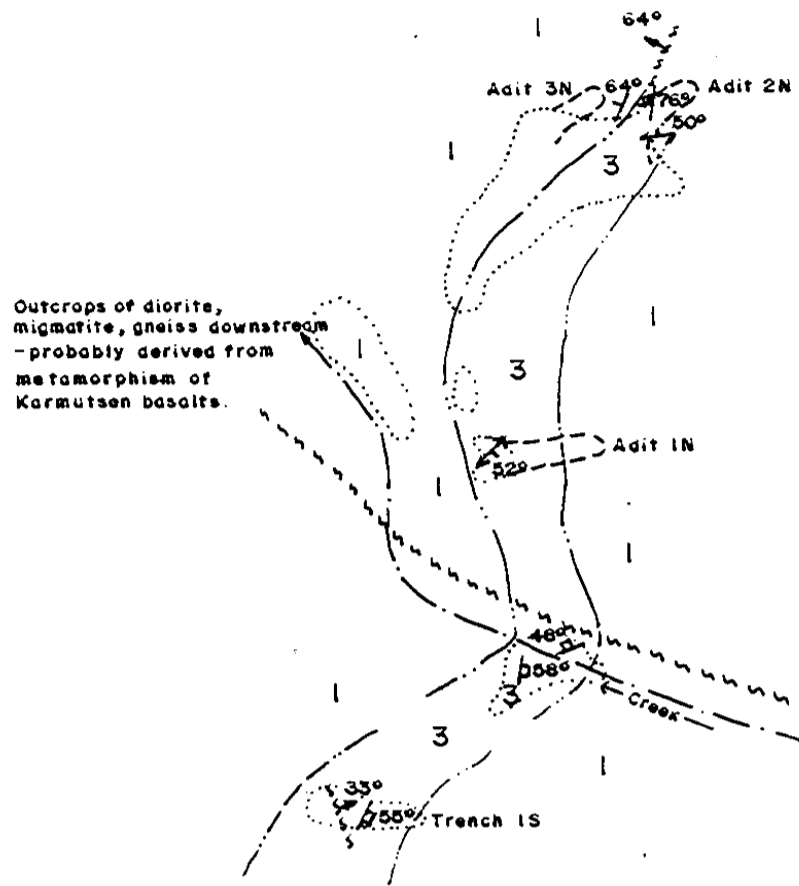 64°
1
Adit 3N
64°
76°
Adit 2N
50°
1
3
Outcrops of diorite,
migmatite, gneiss downstream
-probably derived from
metamorphism of
Karmutsen basalts.
1
1
3
Adit 1N
52°
1
1
48°
58°
3
Creek
1
3
1
33°
55°
Trench 1S